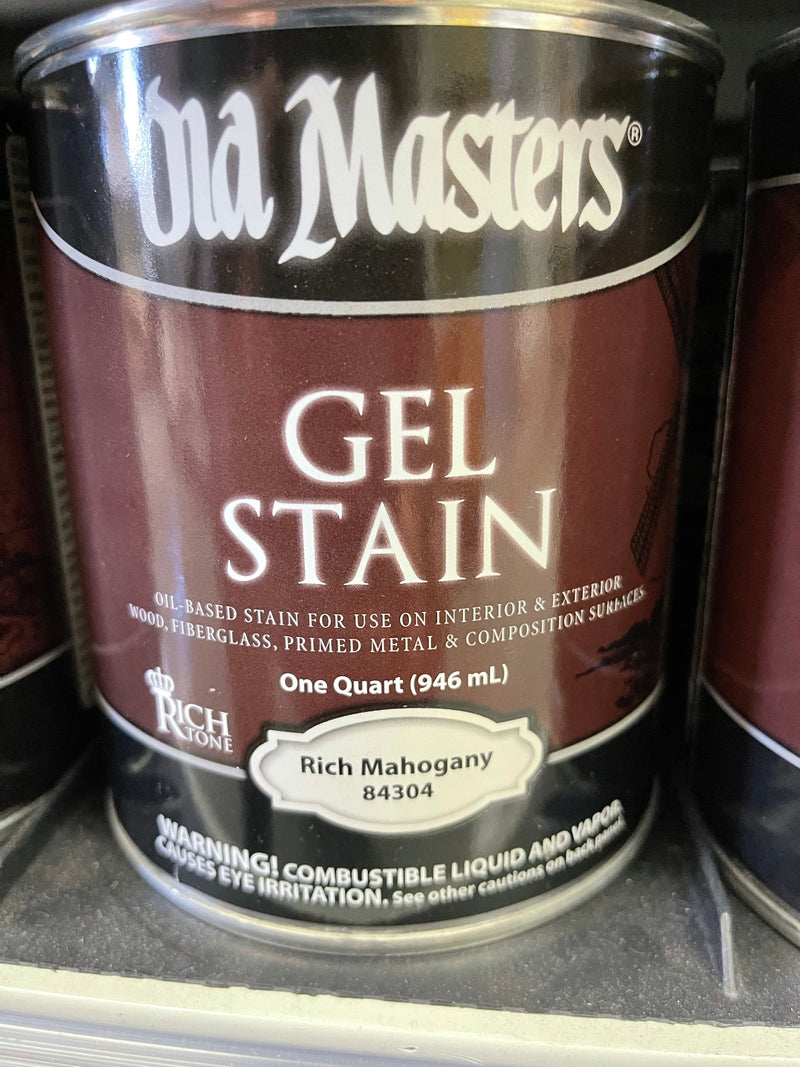 Old Masters®
GEL
STAIN
OIL-BASED STAIN FOR USE ON INTERIOR & EXTERIOR
WOOD, FIBERGLASS, PRIMED METAL & COMPOSITION SURFACES
One Quart (946 mL)
RICH
TONE
Rich Mahogany
84304
WARNING! COMBUSTIBLE LIQUID AND VAPOR.
CAUSES EYE IRRITATION. See other cautions on back panel.